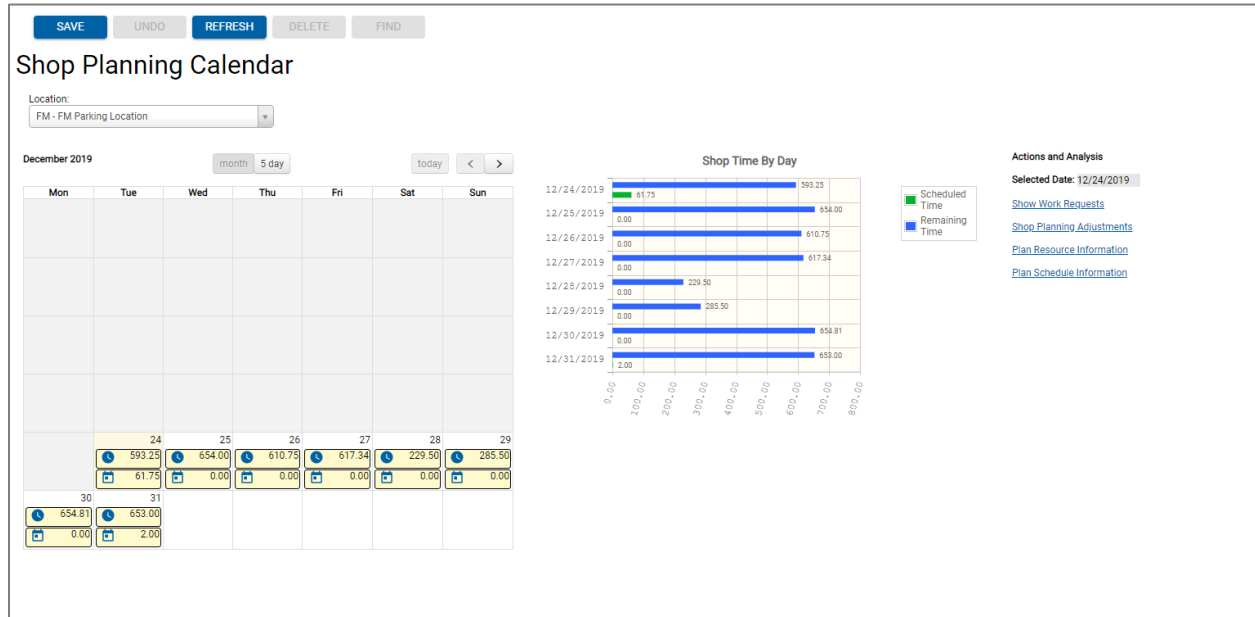 SAVE UNDO REFRESH DELETE FIND
Shop Planning Calendar
Location:
FM - FM Parking Location
December 2019 month 5 day today < >
Mon Tue Wed Thu Fri Sat Sun
24 25 26 27 28 29
593.25 654.00 610.75 617.34 229.50 285.50
61.75 0.00 0.00 0.00 0.00 0.00
30 31
654.81 653.00
0.00 2.00
Shop Time By Day
12/24/2019 593.25
61.75
12/25/2019 654.00
0.00
12/26/2019 610.75
0.00
12/27/2019 617.34
0.00
12/28/2019 229.50
0.00
12/29/2019 285.50
0.00
12/30/2019 654.81
0.00
12/31/2019 653.00
2.00
0.00 100.00 200.00 300.00 400.00 500.00 600.00 700.00 800.00
Scheduled
Time
Remaining
Time
Actions and Analysis
Selected Date: 12/24/2019
Show Work Requests
Shop Planning Adjustments
Plan Resource Information
Plan Schedule Information